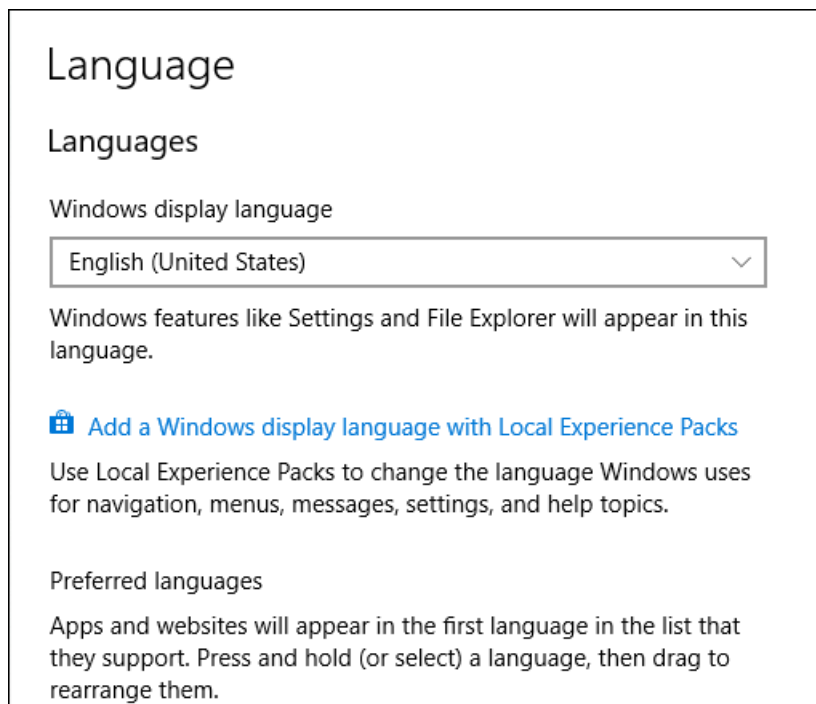 Language
Languages
Windows display language
English (United States)
Windows features like Settings and File Explorer will appear in this
language.
Add a Windows display language with Local Experience Packs
Use Local Experience Packs to change the language Windows uses
for navigation, menus, messages, settings, and help topics.
Preferred languages
Apps and websites will appear in the first language in the list that
they support. Press and hold (or select) a language, then drag to
rearrange them.